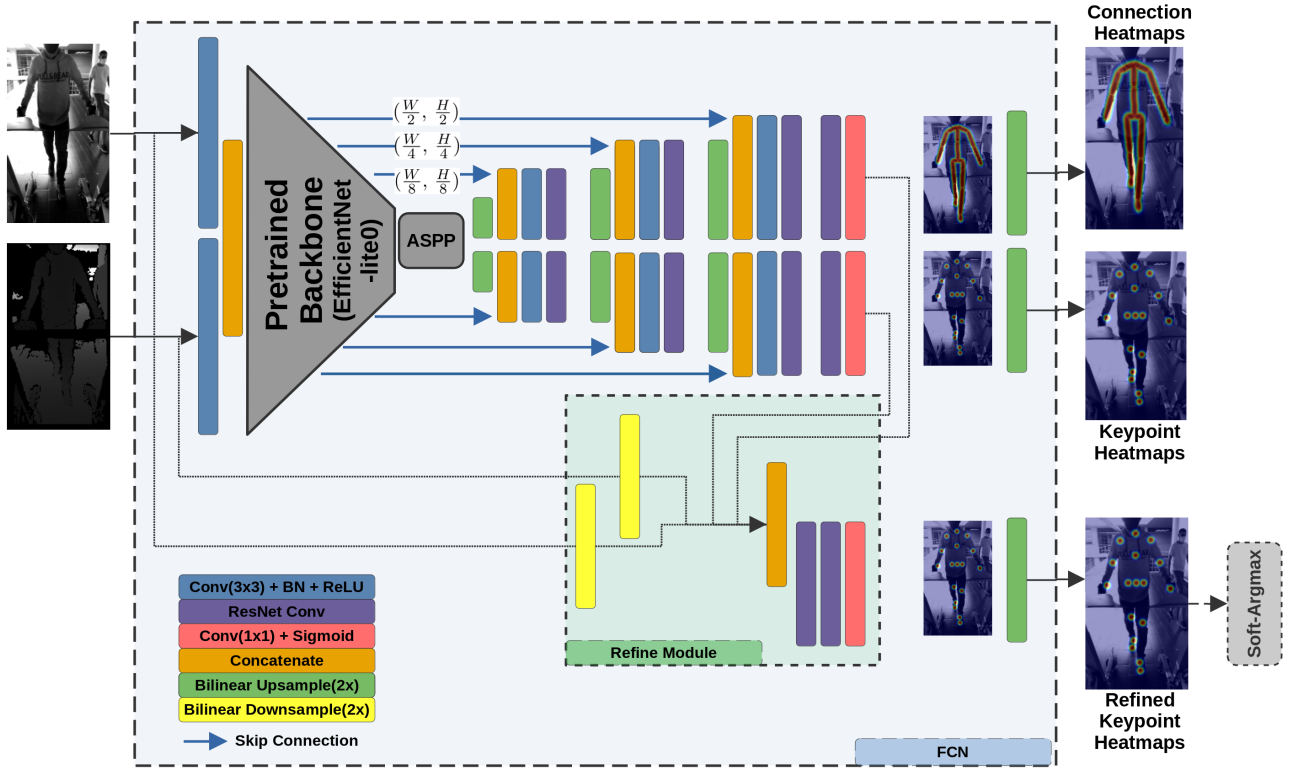 Connection
Heatmaps
(W/2, H/2)
(W/4, H/4)
(W/8, H/8)
Pretrained
Backbone
(EfficientNet
-lite0)
ASPP
Keypoint
Heatmaps
Conv(3x3) + BN + ReLU
ResNet Conv
Conv(1x1) + Sigmoid
Concatenate
Bilinear Upsample(2x)
Bilinear Downsample(2x)
Skip Connection
Refine Module
Soft-Argmax
Refined
Keypoint
Heatmaps
FCN